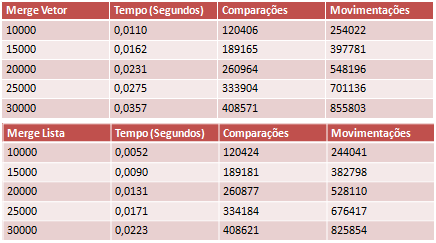 Merge Vetor Tempo (Segundos) Comparações Movimentações
10000 0,0110 120406 254022
15000 0,0162 189165 397781
20000 0,0231 260964 548196
25000 0,0275 333904 701136
30000 0,0357 408571 855803
Merge Lista Tempo (Segundos) Comparações Movimentações
10000 0,0052 120424 244041
15000 0,0090 189181 382798
20000 0,0131 260877 528110
25000 0,0171 334184 676417
30000 0,0223 408621 825854